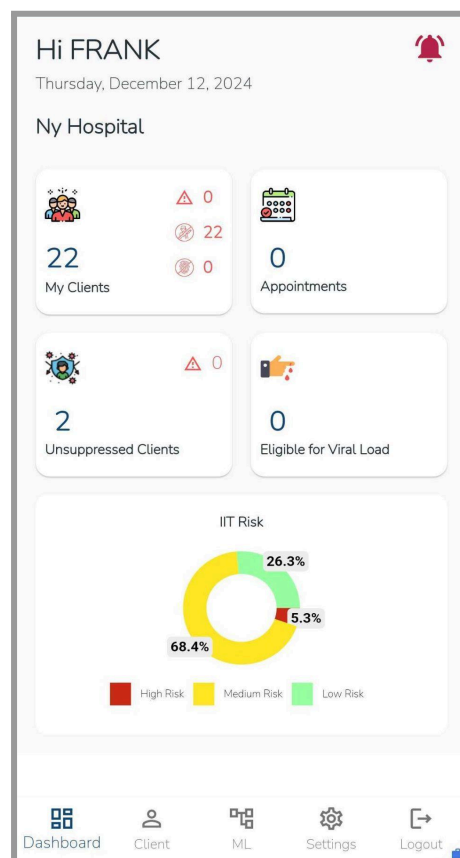 Hi FRANK
Thursday, December 12, 2024
Ny Hospital
0
22
0
22
My Clients
0
Appointments
0
2
Unsuppressed Clients
0
Eligible for Viral Load
IIT Risk
26.3%
5.3%
68.4%
High Risk Medium Risk Low Risk
Dashboard Client ML Settings Logout